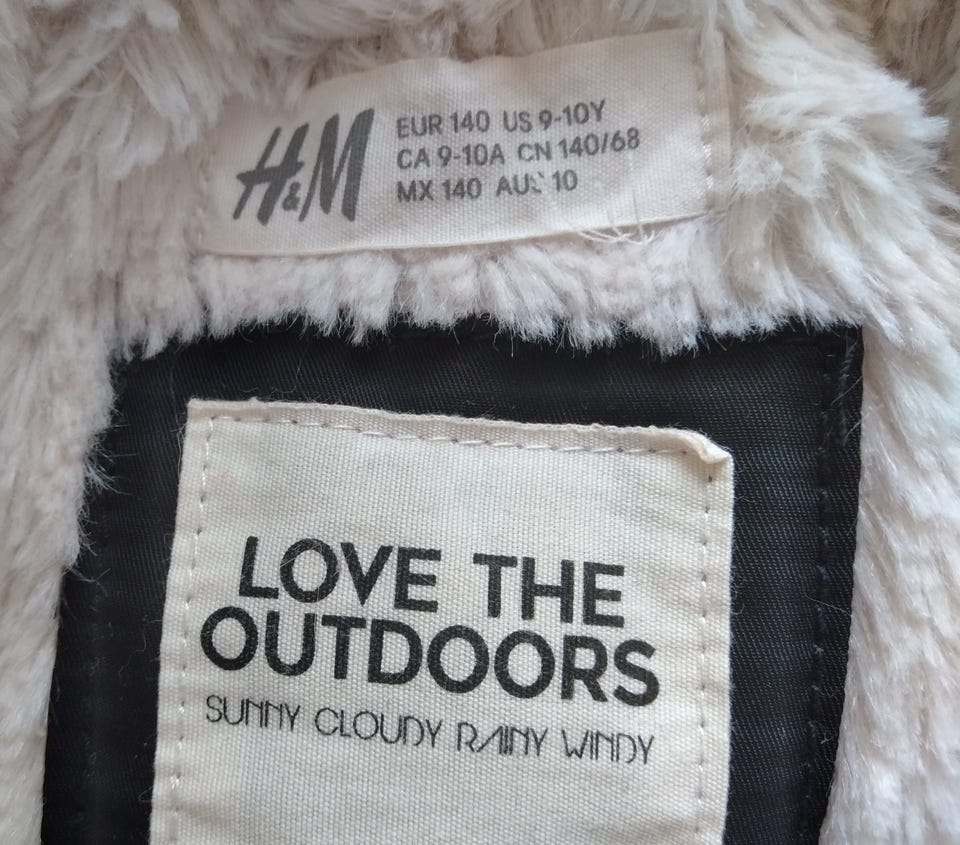 H&M
EUR 140 US 9-10Y
CA 9-10A CN 140/68
MX 140 AUS 10
LOVE THE
OUTDOORS
SUNNY CLOUDY RAINY WINDY